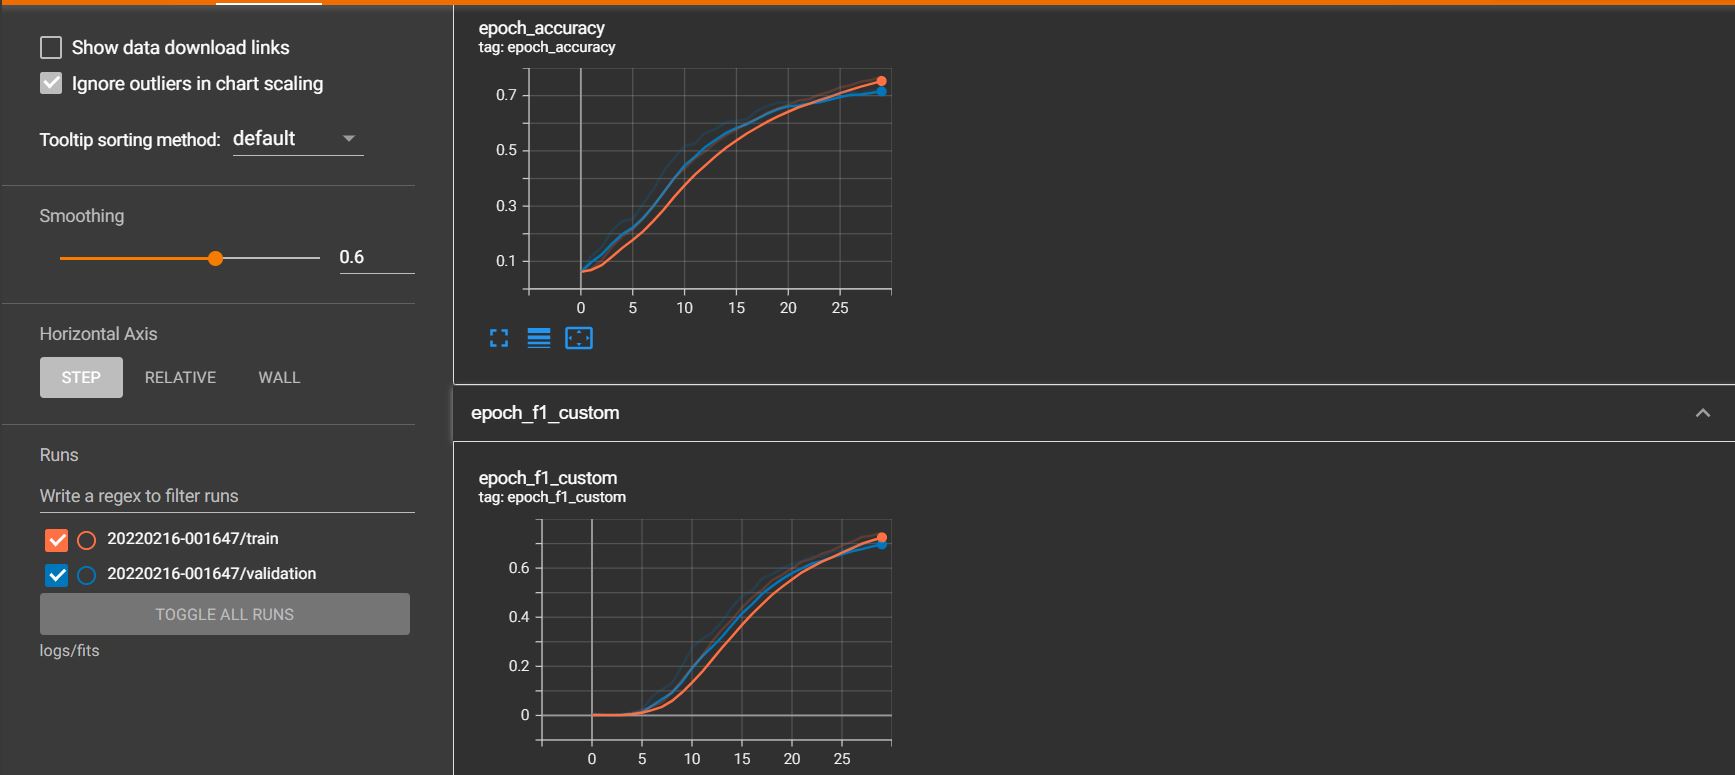 Show data download links
Ignore outliers in chart scaling
Tooltip sorting method: default
Smoothing
0.6
Horizontal Axis
STEP RELATIVE WALL
Runs
Write a regex to filter runs
20220216-001647/train
20220216-001647/validation
TOGGLE ALL RUNS
logs/fits
epoch_accuracy
tag: epoch_accuracy
0.7
0.5
0.3
0.1
0 5 10 15 20 25
epoch_f1_custom
epoch_f1_custom
tag: epoch_f1_custom
0.6
0.4
0.2
0
0 5 10 15 20 25